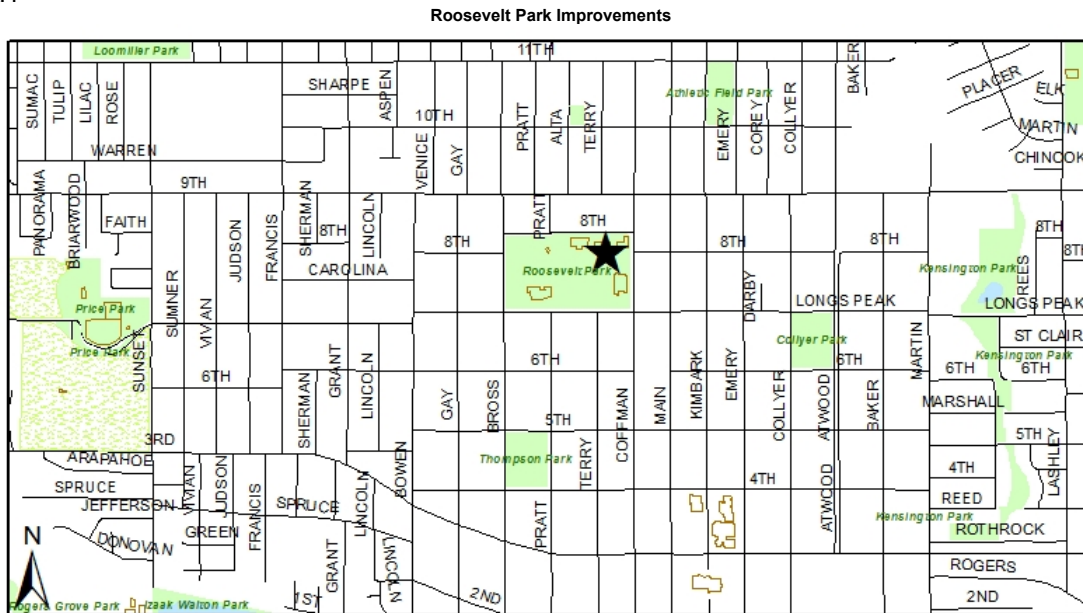 Roosevelt Park Improvements
Loomiller Park
11TH
BAKER
SUMAC
TULIP
LILAC
ROSE
SHARPE
ASPEN
Athletic Field Park
PLACER
ELK
10TH
PRATT
ALTA
TERRY
EMERY
COREY
COLLYER
MARTIN
WARREN
VENICE
GAY
CHINOOK
9TH
PANORAMA
BRIARWOOD
FAITH
JUDSON
FRANCIS
SHERMAN
8TH
LINCOLN
PRATT
8TH
8TH
8TH
8TH
8TH
8TH
CAROLINA
Roosevelt Park
Kensington Park
REES
SUMNER
VIVIAN
DARBY
LONGS PEAK
LONGS PEAK
Price Park
Collyer Park
MARTIN
ST CLAIR
Price Park
SUNSET
6TH
GRANT
LINCOLN
6TH
KIMBARK
EMERY
6TH
Kensington Park
6TH
6TH
SHERMAN
GAY
BROSS
5TH
COFFMAN
MAIN
COLLYER
ATWOOD
BAKER
MARSHALL
3RD
5TH
ARAPAHOE
BOWEN
Thompson Park
TERRY
4TH
4TH
LASHLEY
SPRUCE
VIVIAN
JUDSON
FRANCIS
SPRUCE
LINCOLN
ATWOOD
REED
JEFFERSON
Kensington Park
GREEN
PRATT
ROTHROCK
N
DONOVAN
GRANT
LINCOLN
ROGERS
Rogers Grove Park
Izaak Walton Park
1ST
2ND
2ND